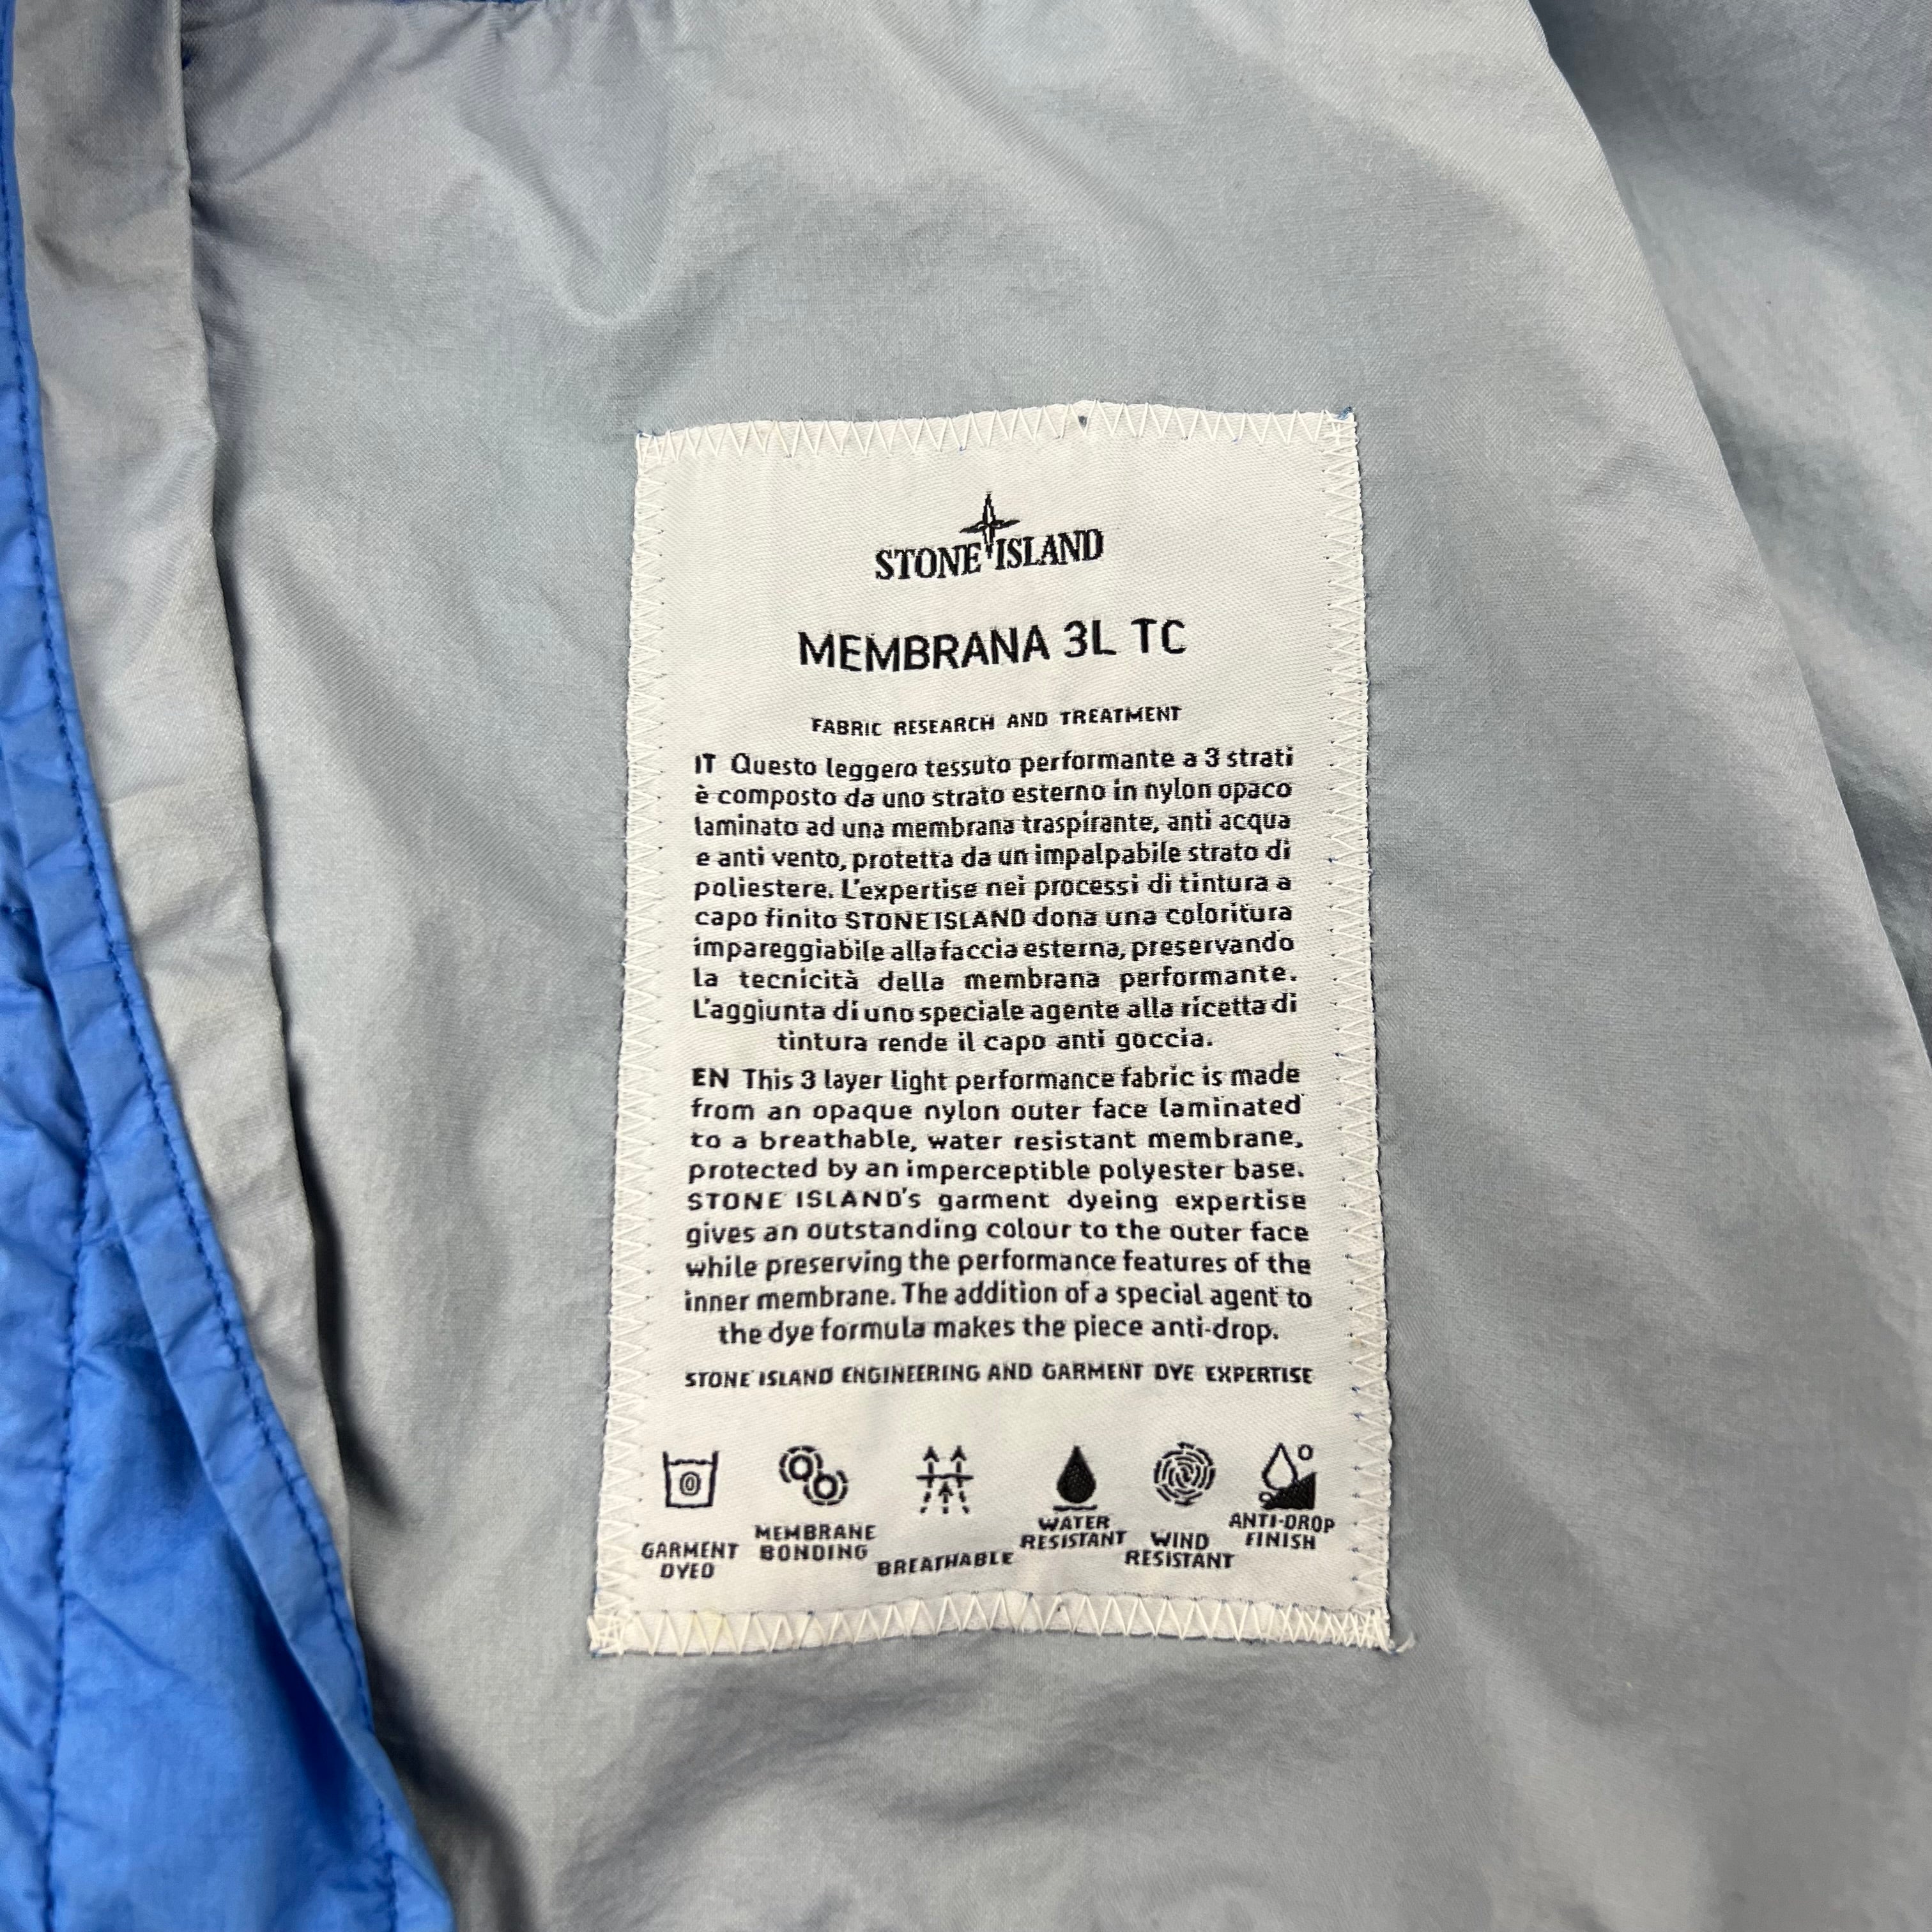 STONE ISLAND
MEMBRANA 3L TC
FABRIC RESEARCH AND TREATMENT
IT Questo leggero tessuto performante a 3 strati
è composto da uno strato esterno in nylon opaco
laminato ad una membrana traspirante, anti acqua
e anti vento, protetta da un impalpabile strato di
poliestere. L'expertise nei processi di tintura a
capo finito STONE ISLAND dona una coloritura
impareggiabile alla faccia esterna, preservando
la tecnicità della membrana performante.
L'aggiunta di uno speciale agente alla ricetta di
tintura rende il capo anti goccia.
EN This 3 layer light performance fabric is made
from an opaque nylon outer face laminated
to a breathable, water resistant membrane,
protected by an imperceptible polyester base.
STONE ISLAND's garment dyeing expertise
gives an outstanding colour to the outer face
while preserving the performance features of the
inner membrane. The addition of a special agent to
the dye formula makes the piece anti-drop.
STONE ISLAND ENGINEERING AND GARMENT DYE EXPERTISE
GARMENT
DYED
MEMBRANE
BONDING
BREATHABLE
WATER
RESISTANT
WIND
RESISTANT
ANTI-DROP
FINISH